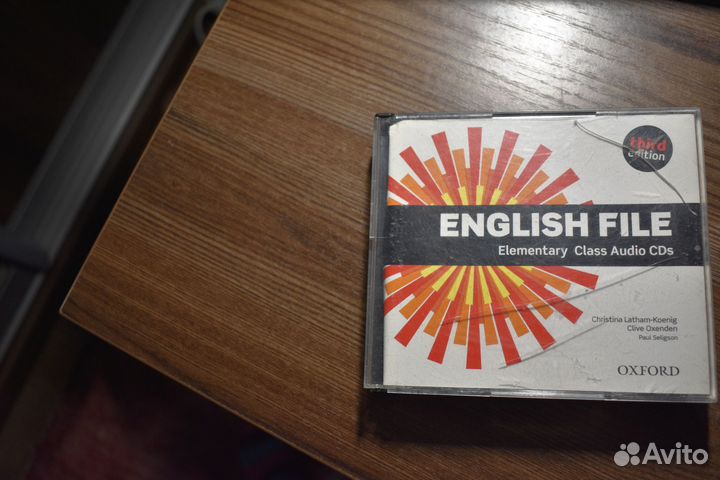 third
edition
ENGLISH FILE
Elementary Class Audio CDs
Christina Latham-Koenig
Clive Oxenden
Paul Seligson
OXFORD
Avito